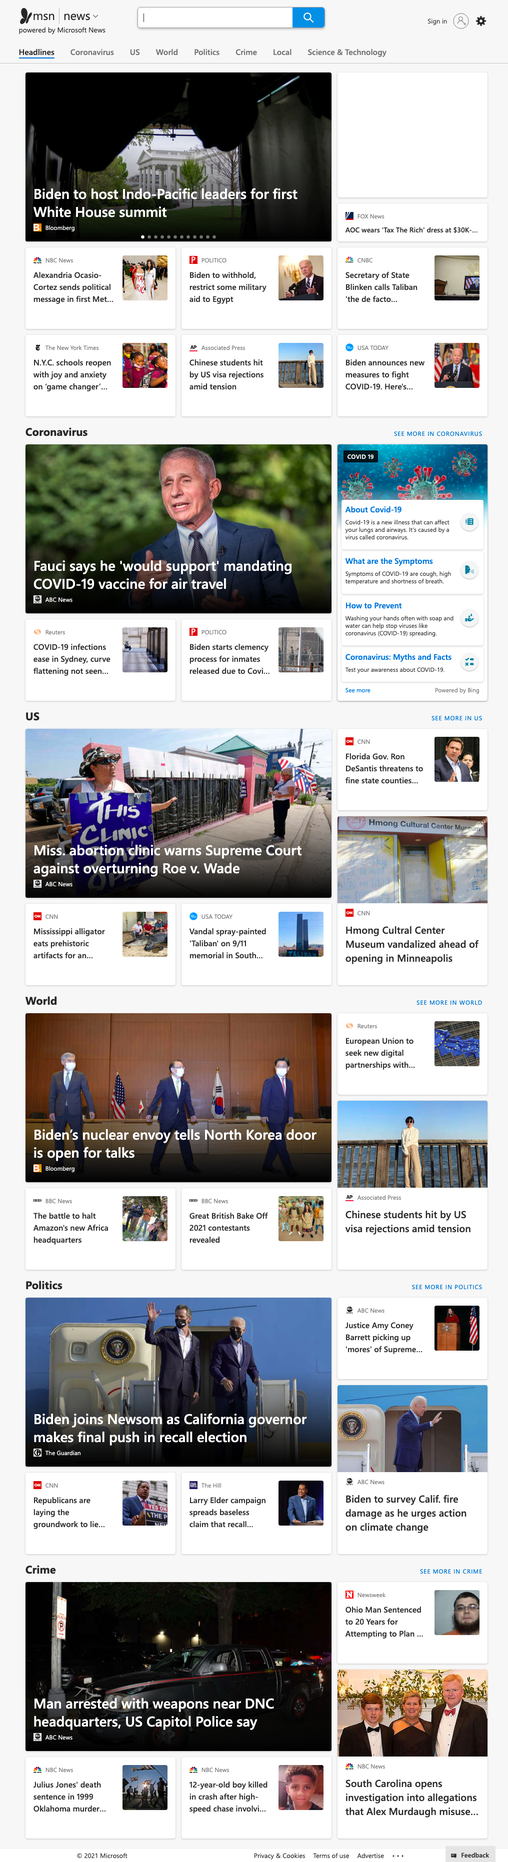 msn | news
powered by Microsoft News
Sign in
Headlines Coronavirus US World Politics Crime Local Science & Technology
Biden to host Indo-Pacific leaders for first
White House summit
Bloomberg
FOX News
AOC wears 'Tax The Rich' dress at $30K-...
NBC News
Alexandria Ocasio-
Cortez sends political
message in first Met...
POLITICO
Biden to withhold,
restrict some military
aid to Egypt
CNBC
Secretary of State
Blinken calls Taliban
'the de facto...
The New York Times
N.Y.C. schools reopen
with joy and anxiety
on 'game changer'...
Associated Press
Chinese students hit
by US visa rejections
amid tension
USA TODAY
Biden announces new
measures to fight
COVID-19. Here's...
Coronavirus
SEE MORE IN CORONAVIRUS
Fauci says he 'would support' mandating
COVID-19 vaccine for air travel
ABC News
COVID 19
About Covid-19
Covid-19 is a new illness that can affect
your lungs and airways. It's caused by a
virus called coronavirus.
What are the Symptoms
Symptoms of COVID-19 are cough, high
temperature and shortness of breath.
How to Prevent
Washing your hands often with soap and
water can help stop viruses like
coronavirus (COVID-19) spreading.
Coronavirus: Myths and Facts
Test your awareness about COVID-19.
See more
Powered by Bing
Reuters
COVID-19 infections
ease in Sydney, curve
flattening not seen...
POLITICO
Biden starts clemency
process for inmates
released due to Covi...
US
SEE MORE IN US
THIS
CLINIC
Miss. abortion clinic warns Supreme Court
against overturning Roe v. Wade
ABC News
CNN
Florida Gov. Ron
DeSantis threatens to
fine state counties...
Hmong Cultural Center Museum
CNN
Hmong Cultral Center
Museum vandalized ahead of
opening in Minneapolis
CNN
Mississippi alligator
eats prehistoric
artifacts for an...
USA TODAY
Vandal spray-painted
'Taliban' on 9/11
memorial in South...
World
SEE MORE IN WORLD
Biden's nuclear envoy tells North Korea door
is open for talks
Bloomberg
Reuters
European Union to
seek new digital
partnerships with...
Associated Press
Chinese students hit by US
visa rejections amid tension
BBC News
The battle to halt
Amazon's new Africa
headquarters
BBC News
Great British Bake Off
2021 contestants
revealed
Politics
SEE MORE IN POLITICS
Biden joins Newsom as California governor
makes final push in recall election
The Guardian
ABC News
Justice Amy Coney
Barrett picking up
'mores' of Supreme...
ABC News
Biden to survey Calif. fire
damage as he urges action
on climate change
CNN
Republicans are
laying the
groundwork to lie...
The Hill
Larry Elder campaign
spreads baseless
claim that recall...
Crime
SEE MORE IN CRIME
Man arrested with weapons near DNC
headquarters, US Capitol Police say
ABC News
Newsweek
Ohio Man Sentenced
to 20 Years for
Attempting to Plan ...
NBC News
South Carolina opens
investigation into allegations
that Alex Murdaugh misuse...
NBC News
Julius Jones' death
sentence in 1999
Oklahoma murder...
NBC News
12-year-old boy killed
in crash after high-
speed chase involvi...
© 2021 Microsoft
Privacy & Cookies Terms of use Advertise ...
Feedback